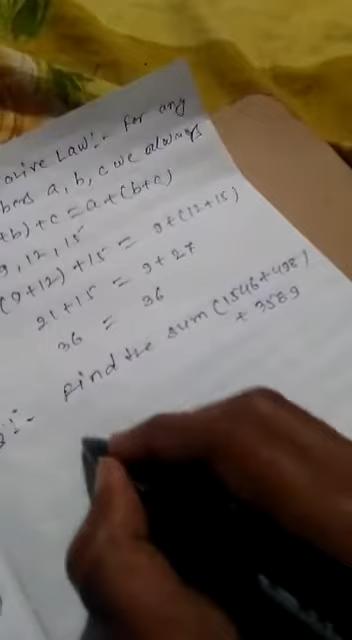 ative Law:- For any
bers a, b, c we always
+b)+c = a+(b+c)
9, 12, 15
(9+12)+15 = 9+(12+15)
21+15 = 9+27
36 = 36
:- Find the sum (1546+498)
+ 3589